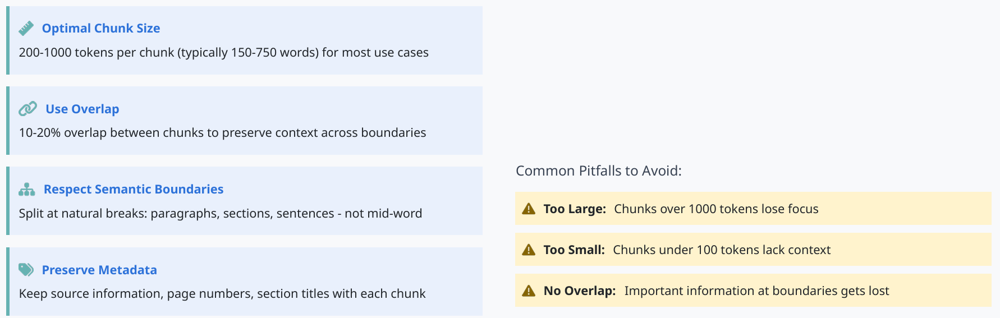 Optimal Chunk Size
200-1000 tokens per chunk (typically 150-750 words) for most use cases
Use Overlap
10-20% overlap between chunks to preserve context across boundaries
Respect Semantic Boundaries
Split at natural breaks: paragraphs, sections, sentences - not mid-word
Preserve Metadata
Keep source information, page numbers, section titles with each chunk
Common Pitfalls to Avoid:
Too Large: Chunks over 1000 tokens lose focus
Too Small: Chunks under 100 tokens lack context
No Overlap: Important information at boundaries gets lost